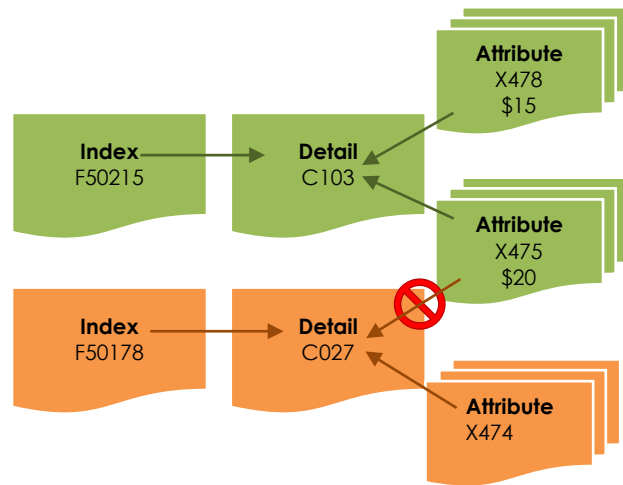 Attribute
X478
$15
Index
F50215
Detail
C103
Attribute
X475
$20
Index
F50178
Detail
C027
Attribute
X474